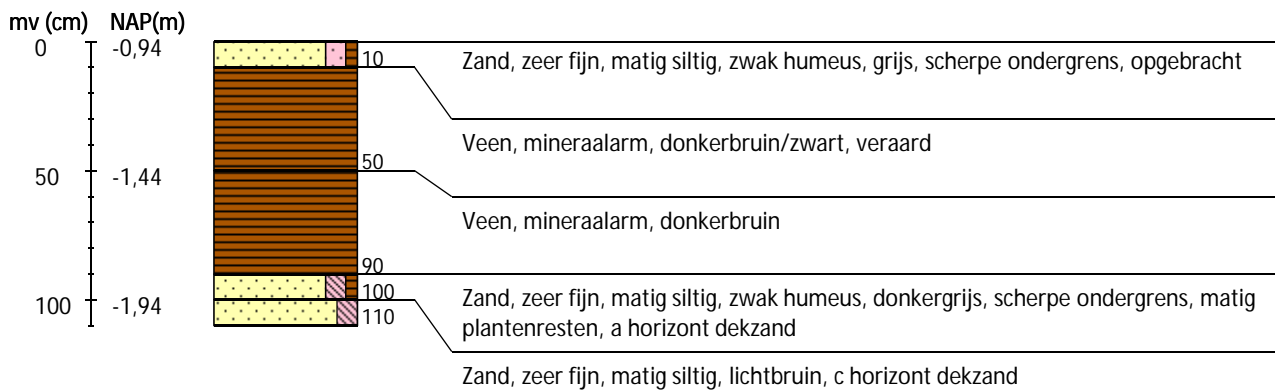 mv (cm) NAP(m)
0 -0,94
10
Zand, zeer fijn, matig siltig, zwak humeus, grijs, scherpe ondergrens, opgebracht
Veen, mineraalarm, donkerbruin/zwart, veraard
50
50 -1,44
Veen, mineraalarm, donkerbruin
90
100
100 -1,94
110
Zand, zeer fijn, matig siltig, zwak humeus, donkergrijs, scherpe ondergrens, matig
plantenresten, a horizont dekzand
Zand, zeer fijn, matig siltig, lichtbruin, c horizont dekzand